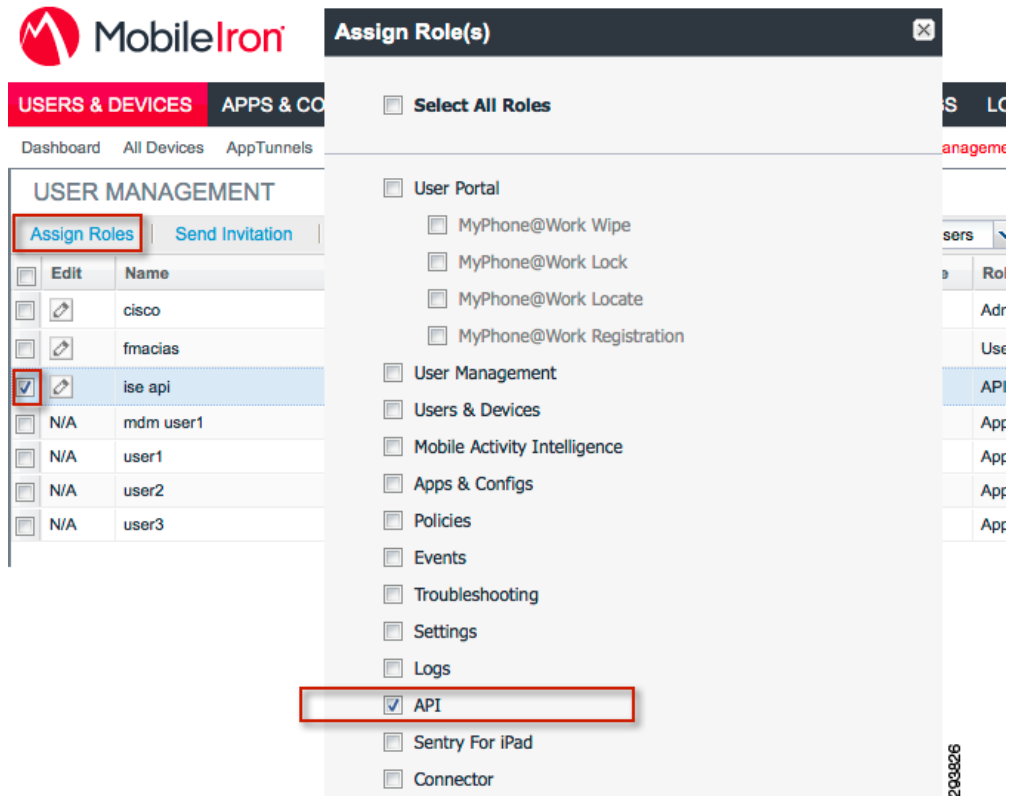 MobileIron
Assign Role(s)
USERS & DEVICES APPS & CO
S LO
Dashboard All Devices AppTunnels
anageme
USER MANAGEMENT
Assign Roles Send Invitation
sers
Edit Name
e Rol
cisco
Adr
fmacias
Use
ise api
API
N/A mdm user1
App
N/A user1
App
N/A user2
App
N/A user3
App
Select All Roles
User Portal
MyPhone@Work Wipe
MyPhone@Work Lock
MyPhone@Work Locate
MyPhone@Work Registration
User Management
Users & Devices
Mobile Activity Intelligence
Apps & Configs
Policies
Events
Troubleshooting
Settings
Logs
API
Sentry For iPad
Connector
293826